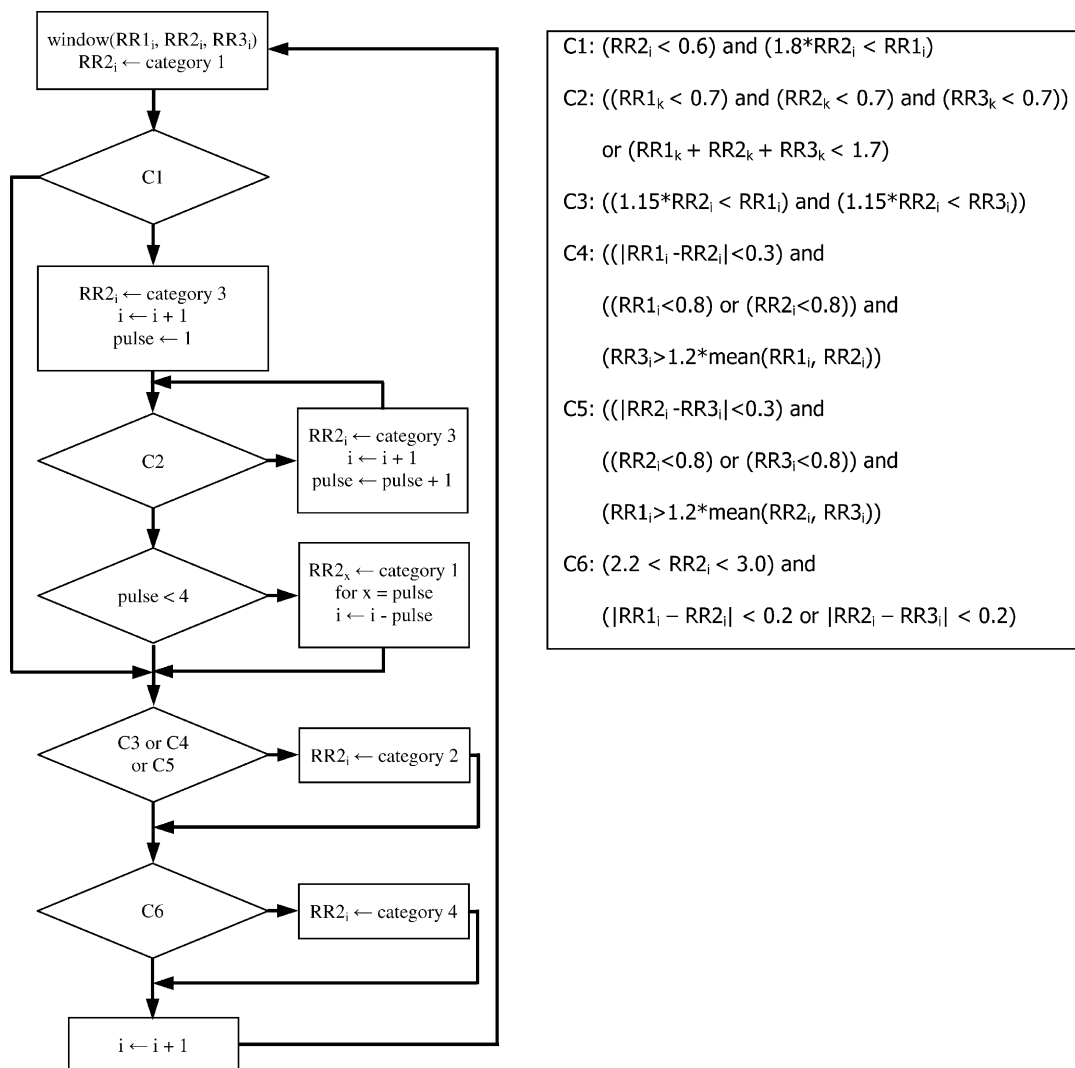 window(RR1i, RR2i, RR3i)
RR2i ← category 1
C1
RR2i ← category 3
i ← i + 1
pulse ← 1
C2
RR2i ← category 3
i ← i + 1
pulse ← pulse + 1
pulse < 4
RR2x ← category 1
for x = pulse
i ← i - pulse
C3 or C4
or C5
RR2i ← category 2
C6
RR2i ← category 4
i ← i + 1
C1: (RR2i < 0.6) and (1.8*RR2i < RR1i)
C2: ((RR1k < 0.7) and (RR2k < 0.7) and (RR3k < 0.7))
or (RR1k + RR2k + RR3k < 1.7)
C3: ((1.15*RR2i < RR1i) and (1.15*RR2i < RR3i))
C4: ((|RR1i -RR2i|<0.3) and
((RR1i<0.8) or (RR2i<0.8)) and
(RR3i>1.2*mean(RR1i, RR2i))
C5: ((|RR2i -RR3i|<0.3) and
((RR2i<0.8) or (RR3i<0.8)) and
(RR1i>1.2*mean(RR2i, RR3i))
C6: (2.2 < RR2i < 3.0) and
(|RR1i – RR2i| < 0.2 or |RR2i – RR3i| < 0.2)